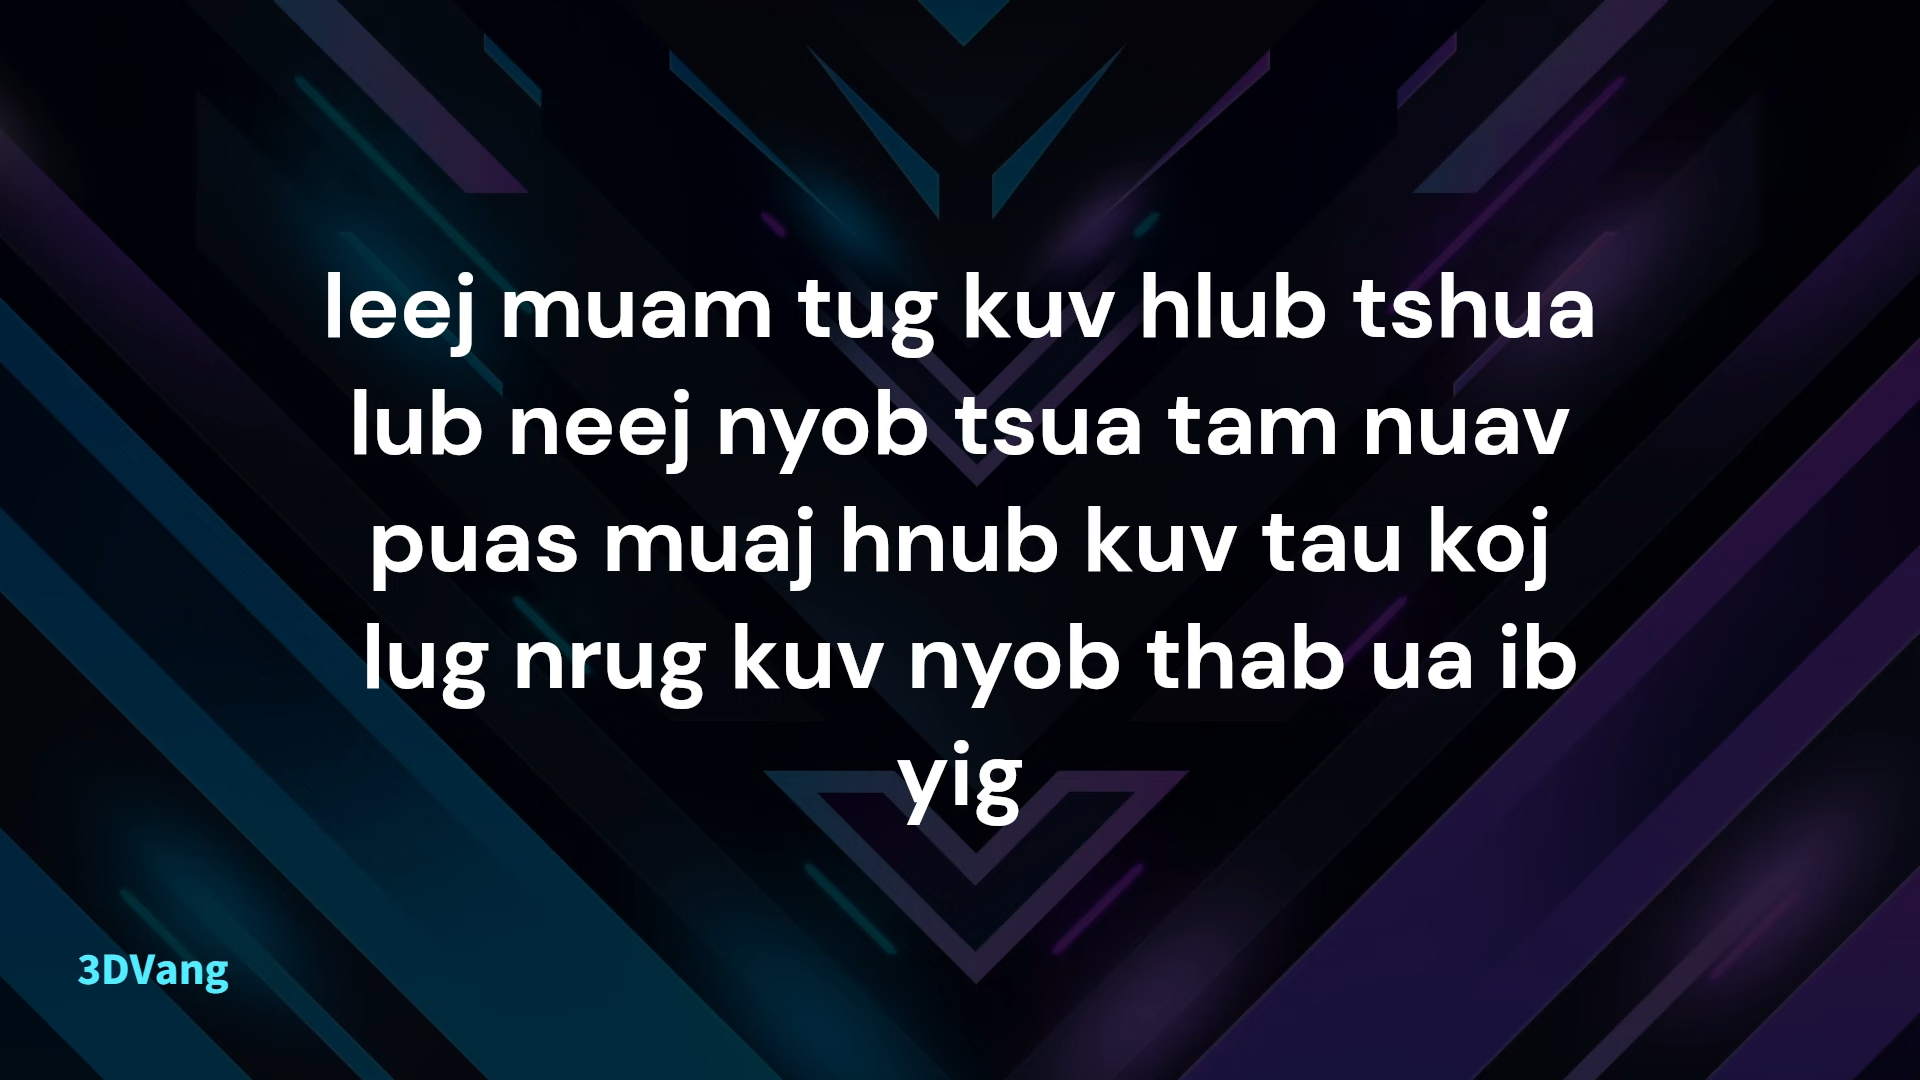 leej muam tug kuv hlub tshua
lub neej nyob tsua tam nuav
puas muaj hnub kuv tau koj
lug nrug kuv nyob thab ua ib
yig
3DVang